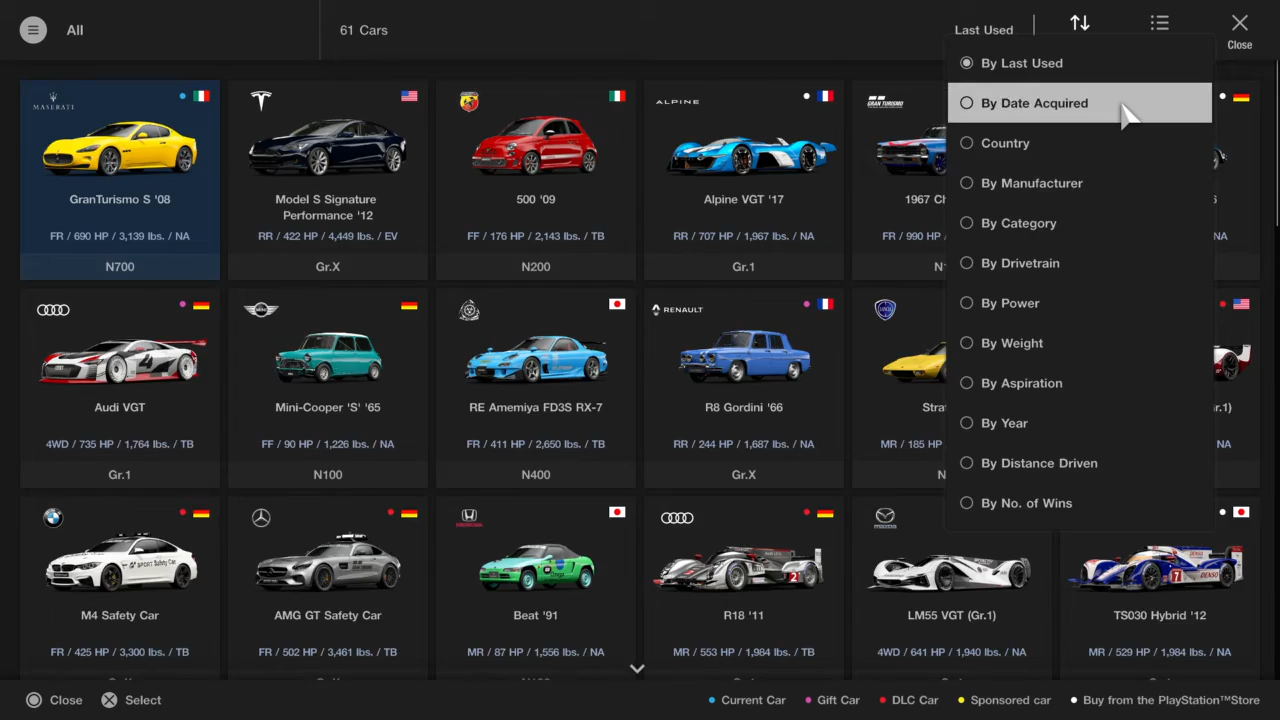 All
61 Cars
Last Used
Close
By Last Used
By Date Acquired
Country
By Manufacturer
By Category
By Drivetrain
By Power
By Weight
By Aspiration
By Year
By Distance Driven
By No. of Wins
MASERATI
GranTurismo S '08
FR / 690 HP / 3,139 lbs. / NA
N700
Model S Signature
Performance '12
RR / 422 HP / 4,449 lbs. / EV
Gr.X
500 '09
FF / 176 HP / 2,143 lbs. / TB
N200
ALPINE
Alpine VGT '17
RR / 707 HP / 1,967 lbs. / NA
Gr.1
GRAN TURISMO
1967 Ch
FR / 990 HP
N1
6
NA
Audi VGT
4WD / 735 HP / 1,764 lbs. / TB
Gr.1
MINI
Mini-Cooper 'S' '65
FF / 90 HP / 1,226 lbs. / NA
N100
RE Amemiya FD3S RX-7
FR / 411 HP / 2,650 lbs. / TB
N400
RENAULT
R8 Gordini '66
RR / 244 HP / 1,687 lbs. / NA
Gr.X
Strat
MR / 185 HP
N
.1)
NA
M4 Safety Car
FR / 425 HP / 3,300 lbs. / TB
AMG GT Safety Car
FR / 502 HP / 3,461 lbs. / TB
HONDA
Beat '91
MR / 87 HP / 1,556 lbs. / NA
R18 '11
MR / 553 HP / 1,984 lbs. / TB
mazda
LM55 VGT (Gr.1)
4WD / 641 HP / 1,940 lbs. / NA
DENSO
7
TS030 Hybrid '12
MR / 529 HP / 1,984 lbs. / NA
Close
Select
Current Car
Gift Car
DLC Car
Sponsored car
Buy from the PlayStation™Store